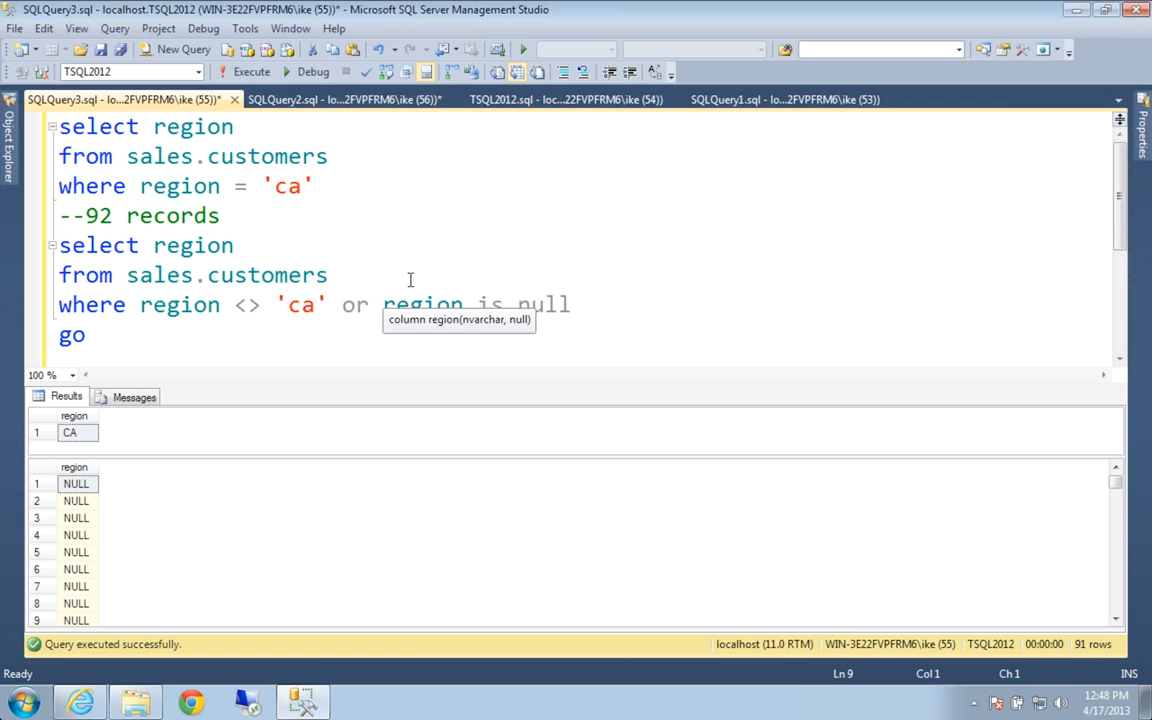 SQLQuery3.sql - localhost.TSQL2012 (WIN-3E22FVPFRM6\ike (55))* - Microsoft SQL Server Management Studio
File Edit View Query Project Debug Tools Window Help
New Query
TSQL2012 Execute Debug
SQLQuery3.sql - lo...2FVPFRM6\ike (55))* SQLQuery2.sql - lo...2FVPFRM6\ike (56))* TSQL2012.sql - loc...22FVPFRM6\ike (54)) SQLQuery1.sql - lo...2FVPFRM6\ike (53))
Object Explorer
Properties
select region
from sales.customers
where region = 'ca'
--92 records
select region
from sales.customers
where region <> 'ca' or region is null
column region(nvarchar, null)
go
100 %
Results Messages
region
1 CA
region
1 NULL
2 NULL
3 NULL
4 NULL
5 NULL
6 NULL
7 NULL
8 NULL
9 NULL
Query executed successfully. localhost (11.0 RTM) WIN-3E22FVPFRM6\ike (55) TSQL2012 00:00:00 91 rows
Ready Ln 9 Col 1 Ch 1 INS
12:48 PM
4/17/2013